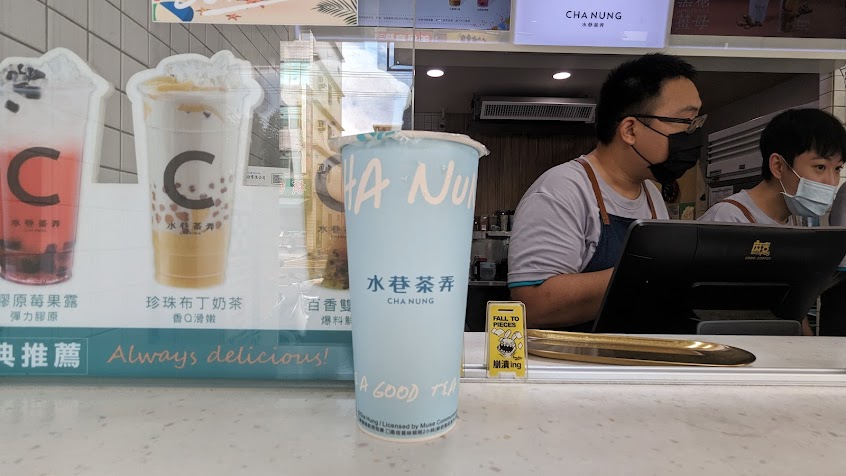 CHA NUNG
水巷茶弄
C
水巷茶弄
膠原莓果露
彈力膠原
C
水巷茶弄
珍珠布丁奶茶
香Q滑嫩
百香雙
爆料
典推薦
Always delicious!
HA NUN
水巷茶弄
CHA NUNG
A GOOD TEA
Licensed by Muse
FALL TO
PIECES
崩潰ing